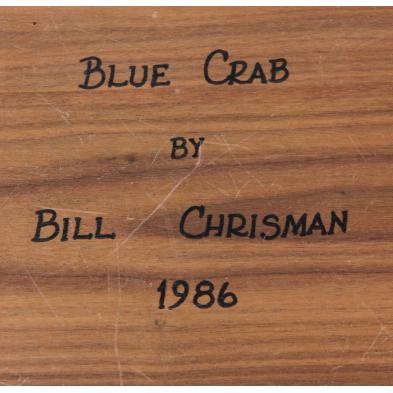 BLUE CRAB
BY
BILL CHRISMAN
1986